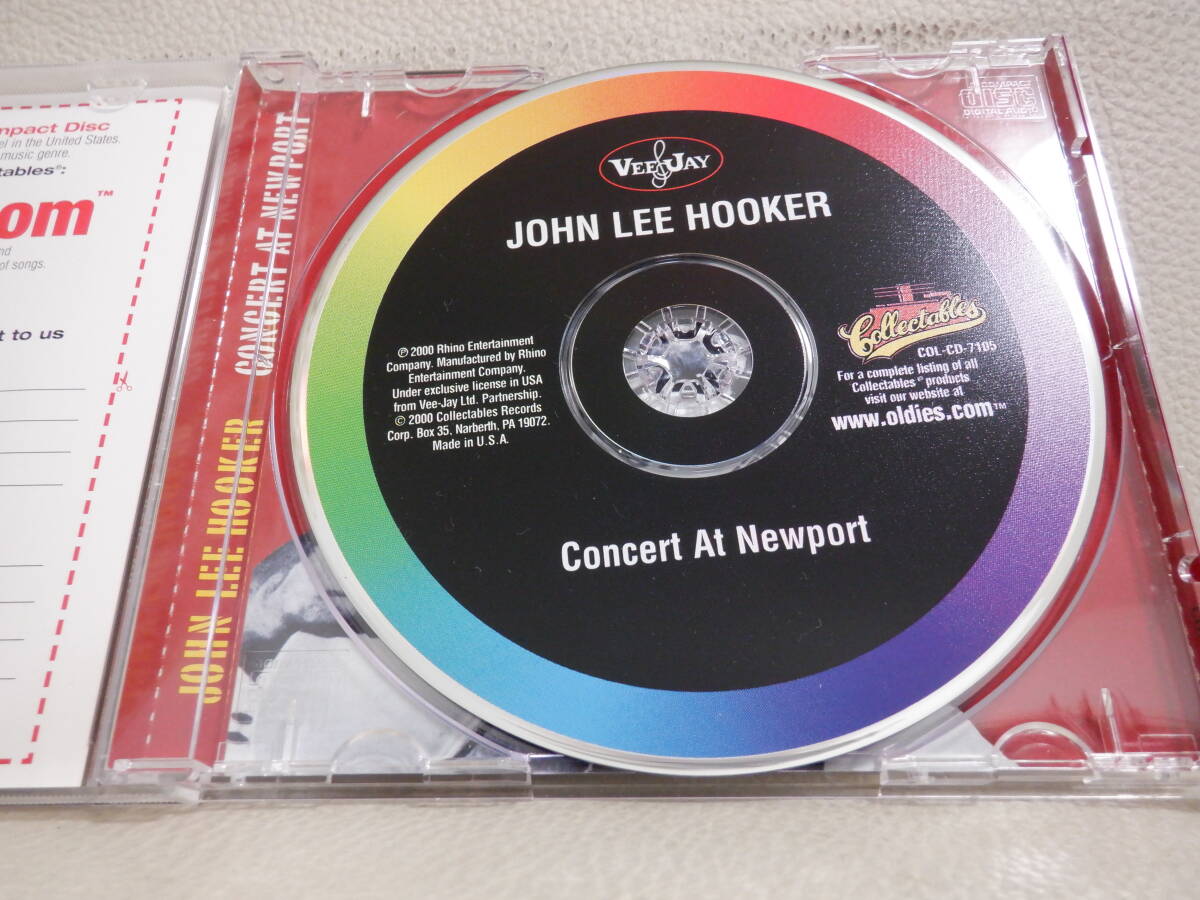 mpact Disc
el in the United States.
music genre.
tables®:
om™
nd
of songs.
t to us
JOHN LEE HOOKER CONCERT AT NEWPORT
VEE JAY
JOHN LEE HOOKER
℗ 2000 Rhino Entertainment
Company. Manufactured by Rhino
Entertainment Company.
Under exclusive license in USA
from Vee-Jay Ltd. Partnership.
© 2000 Collectables Records
Corp. Box 35, Narberth, PA 19072.
Made in U.S.A.
Collectables
COL-CD-7105
For a complete listing of all
Collectables® products
visit our website at
www.oldies.com™
Concert At Newport
COMPACT
disc
DIGITAL AUDIO